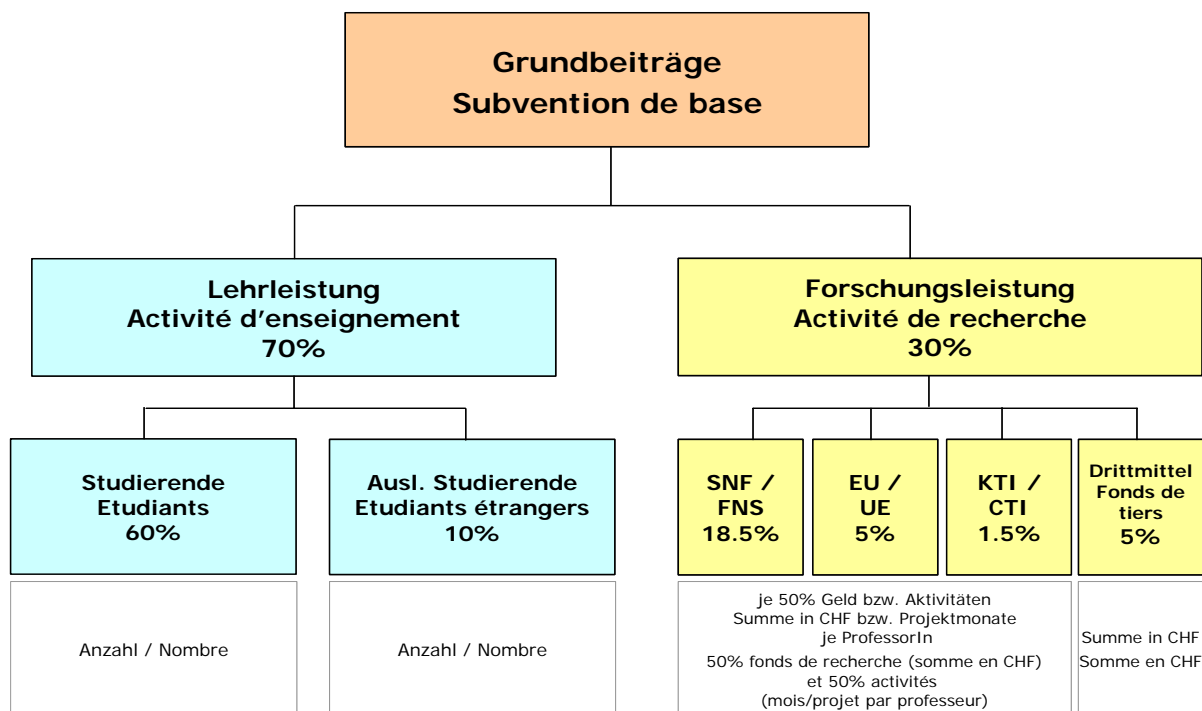 Grundbeiträge
Subvention de base
Lehrleistung
Activité d'enseignement
70%
Forschungsleistung
Activité de recherche
30%
Studierende
Etudiants
60%
Ausl. Studierende
Etudiants étrangers
10%
SNF /
FNS
18.5%
EU /
UE
5%
KTI /
CTI
1.5%
Drittmittel
Fonds de
tiers
5%
Anzahl / Nombre
Anzahl / Nombre
je 50% Geld bzw. Aktivitäten
Summe in CHF bzw. Projektmonate
je ProfessorIn
50% fonds de recherche (somme en CHF)
et 50% activités
(mois/projet par professeur)
Summe in CHF
Somme en CHF